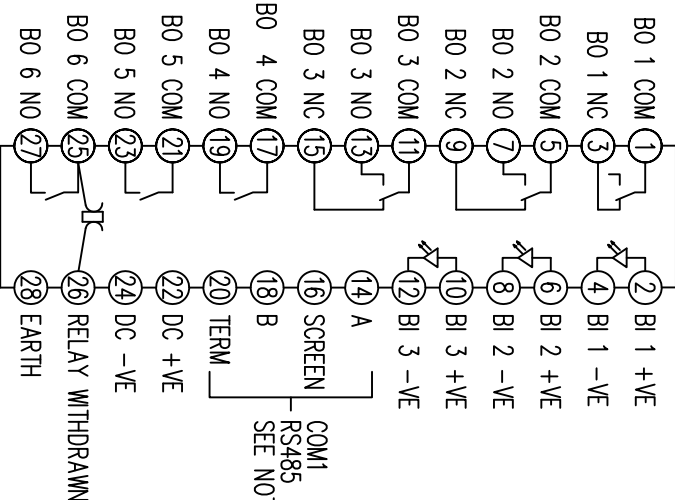 BO 1 COM
BO 1 NC
BO 2 COM
BO 2 NO
BO 2 NC
BO 3 COM
BO 3 NO
BO 3 NC
BO 4 COM
BO 4 NO
BO 5 COM
BO 5 NO
BO 6 COM
BO 6 NO
1
3
5
7
9
11
13
15
17
19
21
23
25
27
2 BI 1 +VE
4 BI 1 -VE
6 BI 2 +VE
8 BI 2 -VE
10 BI 3 +VE
12 BI 3 -VE
14 A
16 SCREEN
18 B
20 TERM
22 DC +VE
24 DC -VE
26 RELAY WITHDRAWN
28 EARTH
COM1
RS485
SEE